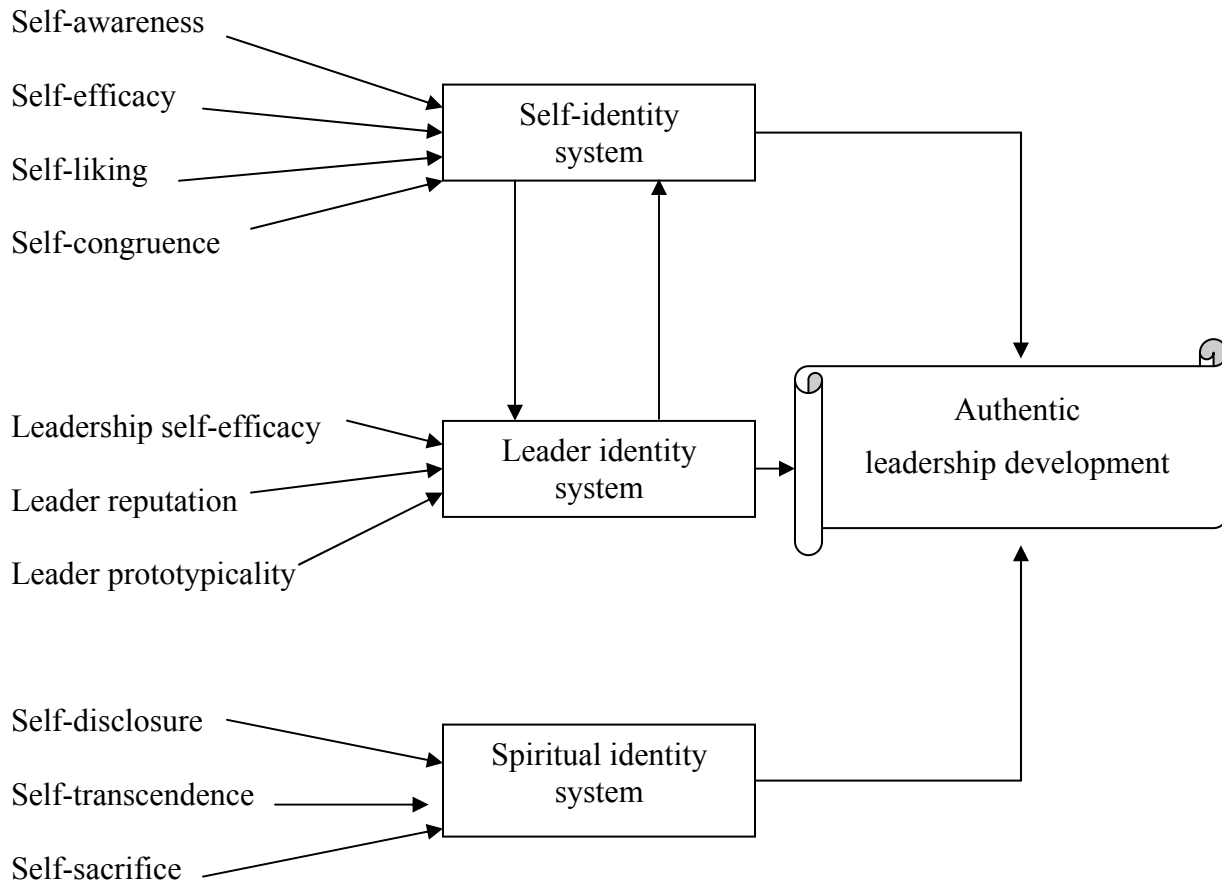 Self-awareness
Self-efficacy
Self-liking
Self-congruence
Self-identity
system
Leadership self-efficacy
Leader reputation
Leader prototypicality
Leader identity
system
Authentic
leadership development
Self-disclosure
Self-transcendence
Self-sacrifice
Spiritual identity
system